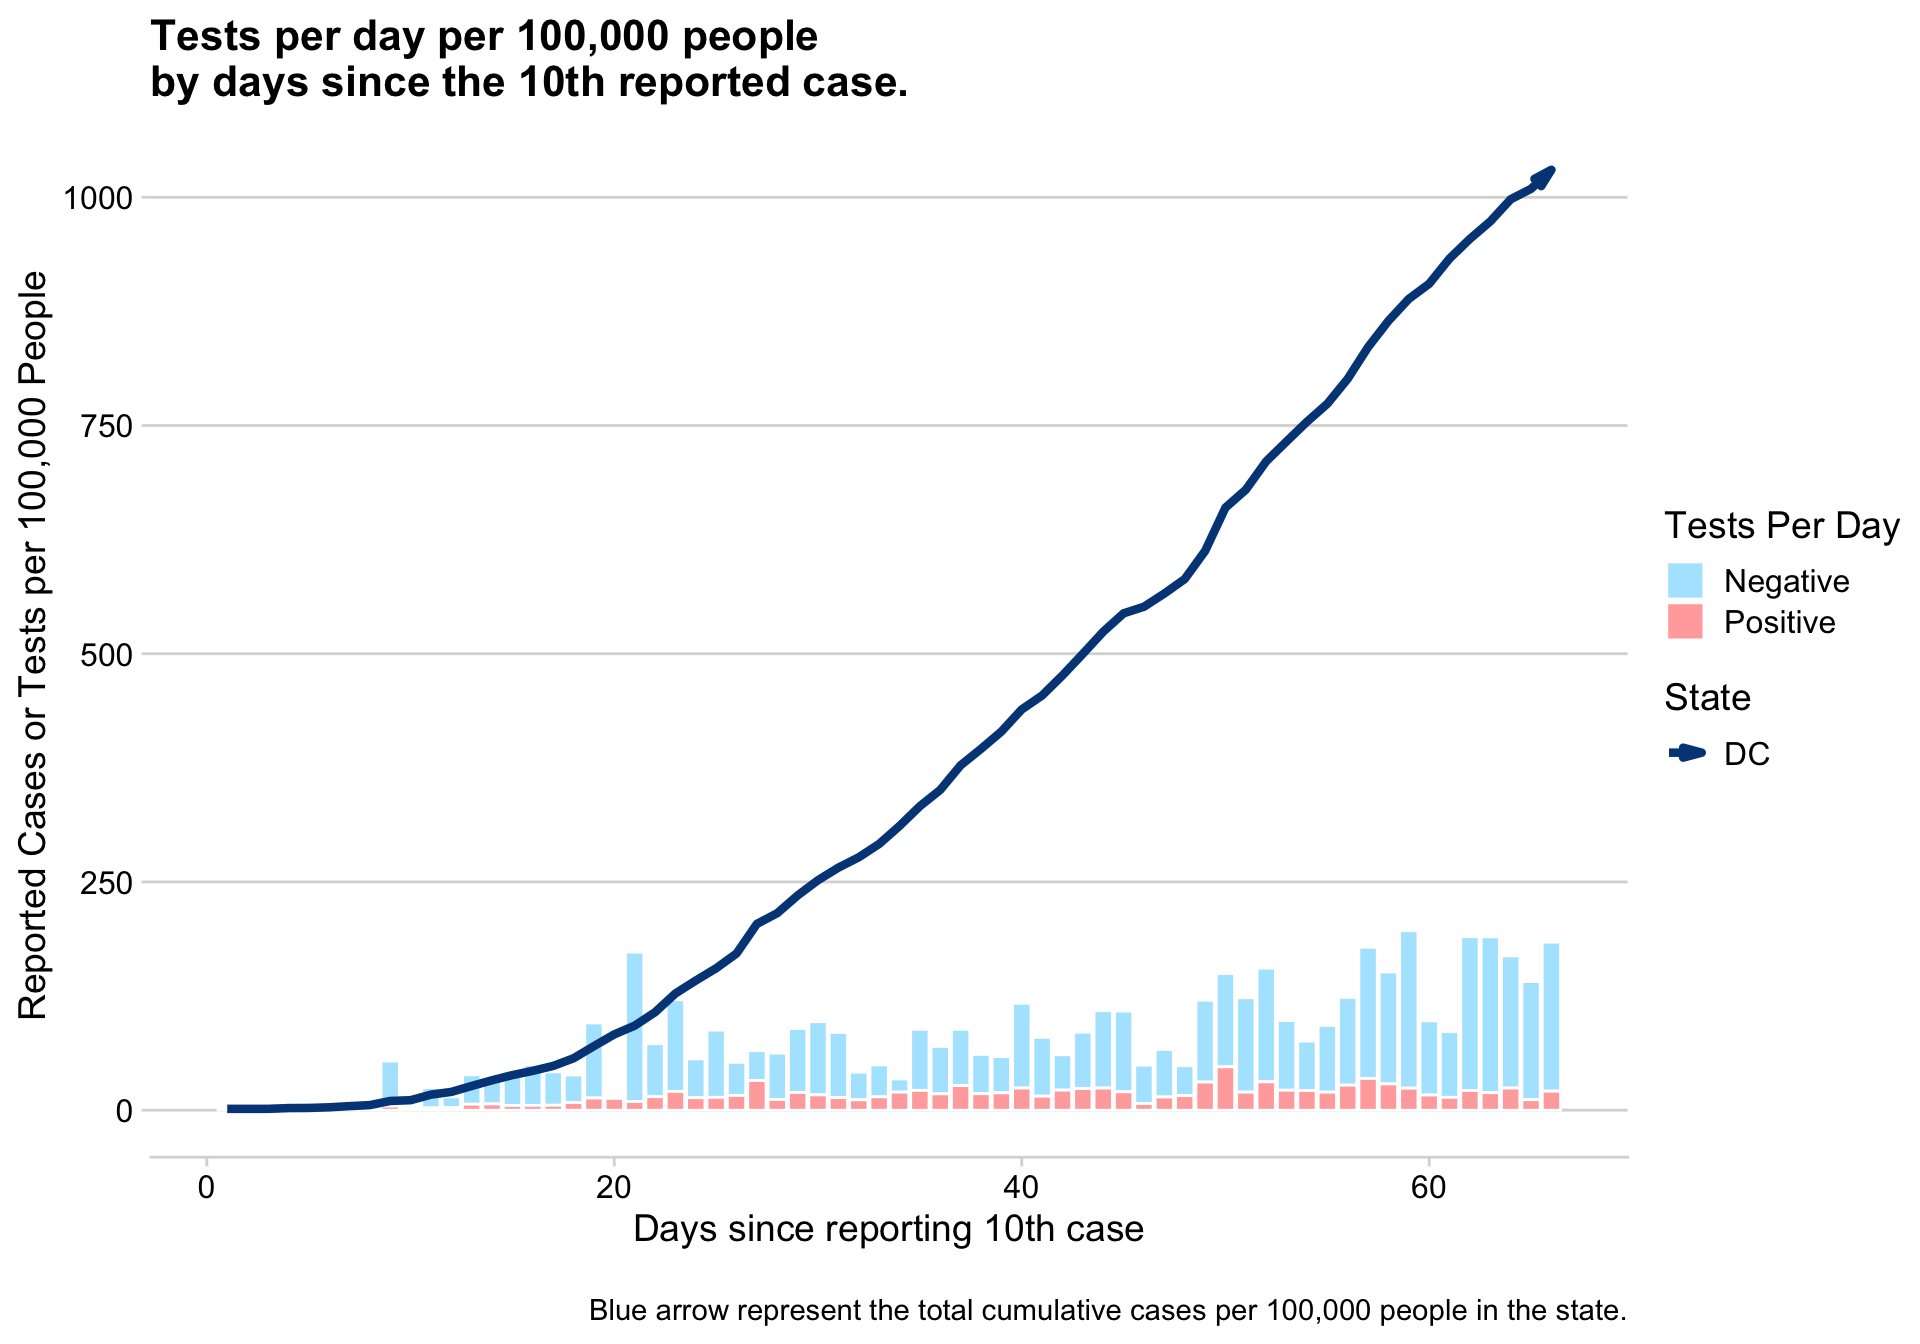 Tests per day per 100,000 people
by days since the 10th reported case.
Reported Cases or Tests per 100,000 People
1000
750
500
250
0
0
20
40
60
Days since reporting 10th case
Tests Per Day
Negative
Positive
State
DC
Blue arrow represent the total cumulative cases per 100,000 people in the state.